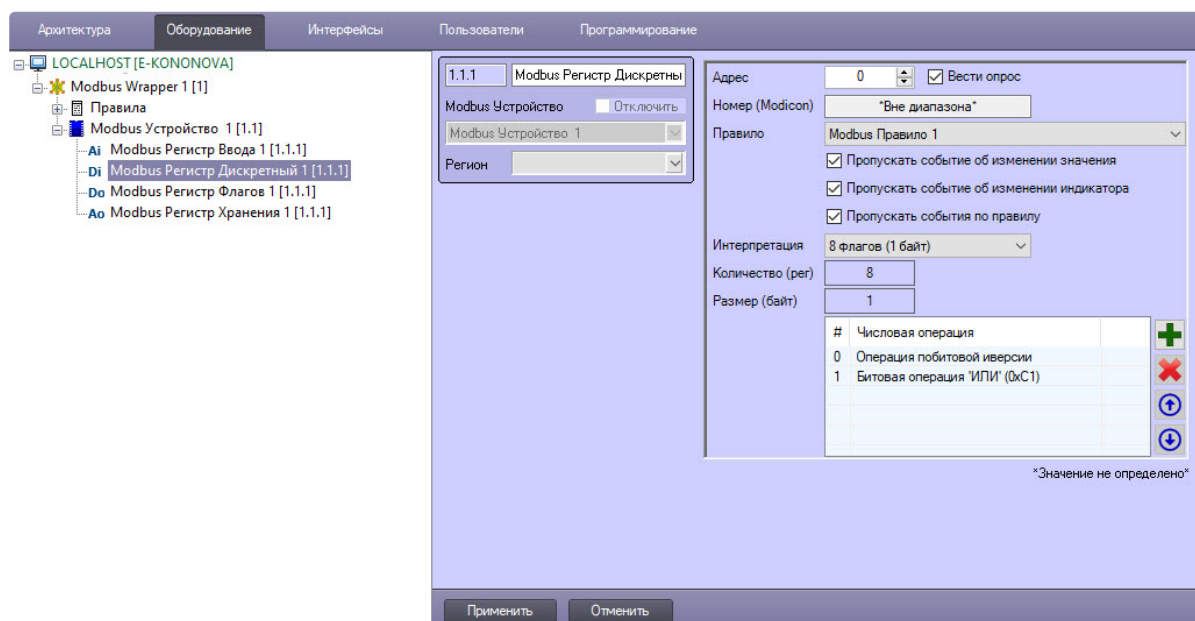 Архитектура Оборудование Интерфейсы Пользователи Программирование
LOCALHOST [E-KONONOVA]
Modbus Wrapper 1 [1]
Правила
Modbus Устройство 1 [1.1]
Ai Modbus Регистр Ввода 1 [1.1.1]
Di Modbus Регистр Дискретный 1 [1.1.1]
Do Modbus Регистр Флагов 1 [1.1.1]
Ao Modbus Регистр Хранения 1 [1.1.1]
1.1.1 Modbus Регистр Дискретны
Modbus Устройство Отключить
Modbus Устройство 1
Регион
Адрес 0 Вести опрос
Номер (Modicon) *Вне диапазона*
Правило Modbus Правило 1
Пропускать событие об изменении значения
Пропускать событие об изменении индикатора
Пропускать события по правилу
Интерпретация 8 флагов (1 байт)
Количество (рег) 8
Размер (байт) 1
# Числовая операция
0 Операция побитовой иверсии
1 Битовая операция 'ИЛИ' (0xC1)
*Значение не определено*
Применить Отменить